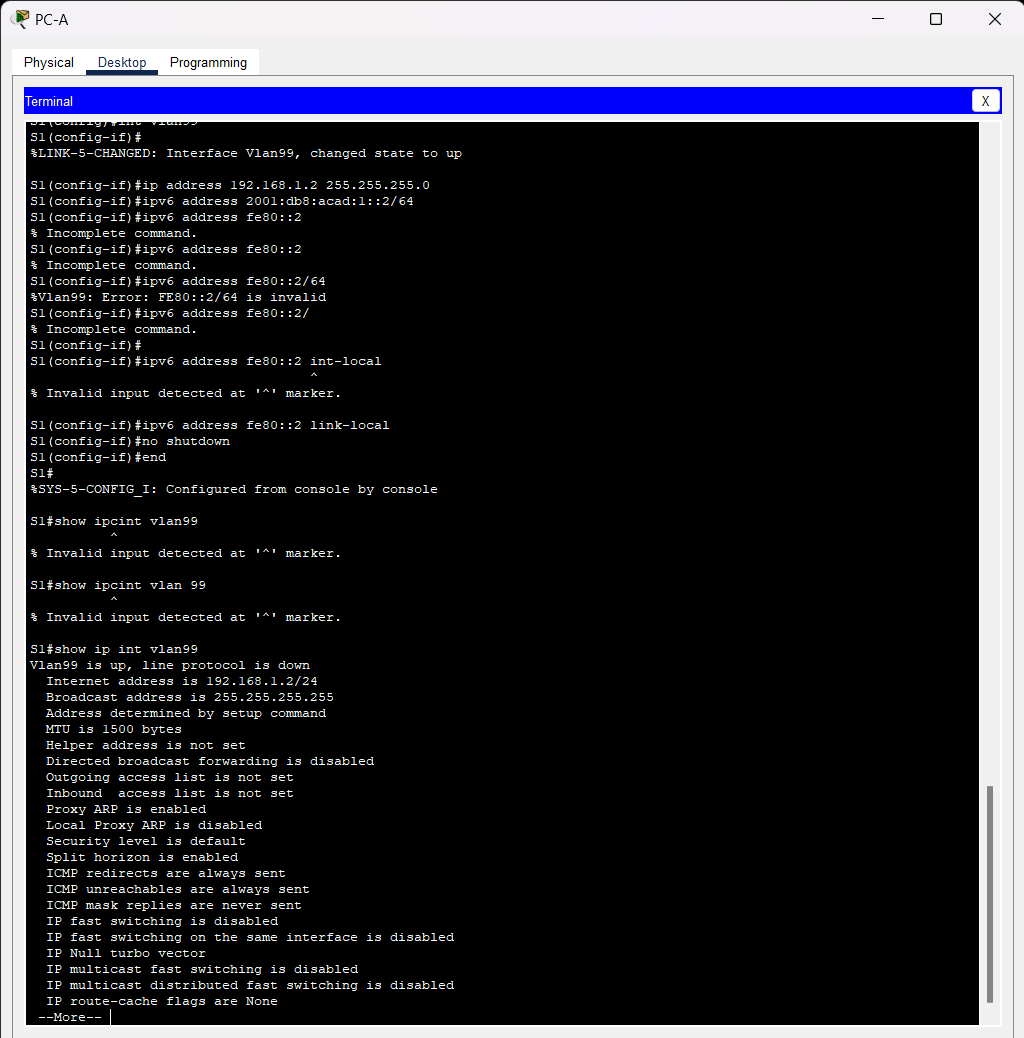 PC-A
Physical Desktop Programming
Terminal X
S1(config)#int vlan99
S1(config-if)#
%LINK-5-CHANGED: Interface Vlan99, changed state to up
S1(config-if)#ip address 192.168.1.2 255.255.255.0
S1(config-if)#ipv6 address 2001:db8:acad:1::2/64
S1(config-if)#ipv6 address fe80::2
% Incomplete command.
S1(config-if)#ipv6 address fe80::2
% Incomplete command.
S1(config-if)#ipv6 address fe80::2/64
%Vlan99: Error: FE80::2/64 is invalid
S1(config-if)#ipv6 address fe80::2/
% Incomplete command.
S1(config-if)#
S1(config-if)#ipv6 address fe80::2 int-local
^
% Invalid input detected at '^' marker.
S1(config-if)#ipv6 address fe80::2 link-local
S1(config-if)#no shutdown
S1(config-if)#end
S1#
%SYS-5-CONFIG_I: Configured from console by console
S1#show ipcint vlan99
^
% Invalid input detected at '^' marker.
S1#show ipcint vlan 99
^
% Invalid input detected at '^' marker.
S1#show ip int vlan99
Vlan99 is up, line protocol is down
Internet address is 192.168.1.2/24
Broadcast address is 255.255.255.255
Address determined by setup command
MTU is 1500 bytes
Helper address is not set
Directed broadcast forwarding is disabled
Outgoing access list is not set
Inbound  access list is not set
Proxy ARP is enabled
Local Proxy ARP is disabled
Security level is default
Split horizon is enabled
ICMP redirects are always sent
ICMP unreachables are always sent
ICMP mask replies are never sent
IP fast switching is disabled
IP fast switching on the same interface is disabled
IP Null turbo vector
IP multicast fast switching is disabled
IP multicast distributed fast switching is disabled
IP route-cache flags are None
--More--